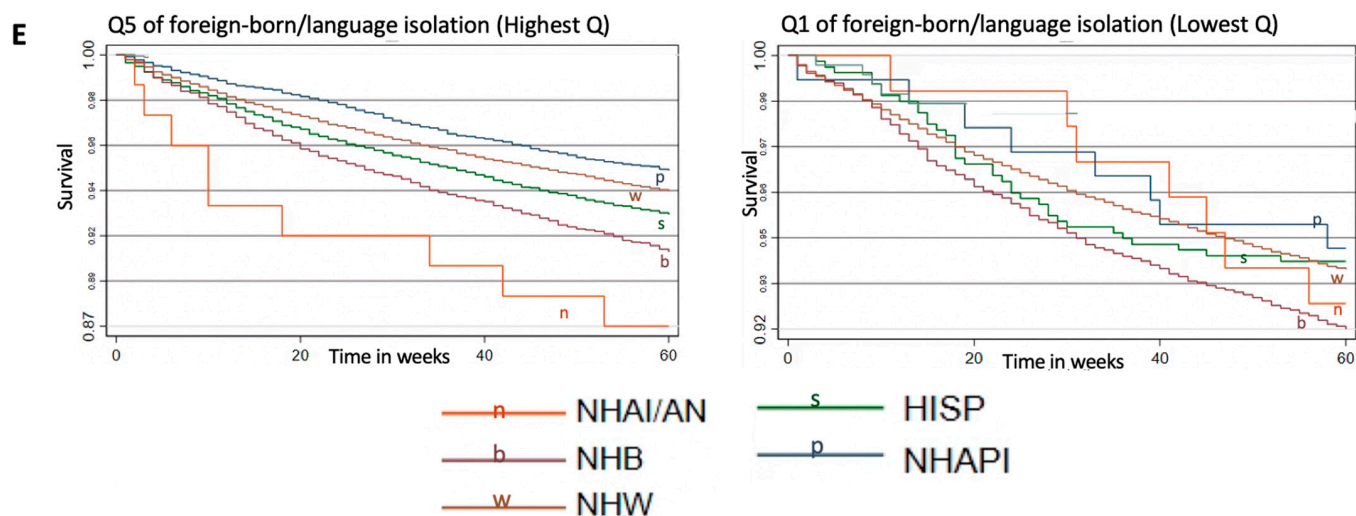 E
Q5 of foreign-born/language isolation (Highest Q)
Q1 of foreign-born/language isolation (Lowest Q)
Survival
1.00
0.98
0.96
0.94
0.92
0.89
0.87
p
w
s
b
n
0
20
40
60
Time in weeks
Survival
1.00
0.99
0.97
0.96
0.95
0.93
0.92
p
s
w
n
b
0
20
40
60
Time in weeks
n NHAI/AN
b NHB
w NHW
s HISP
p NHAPI